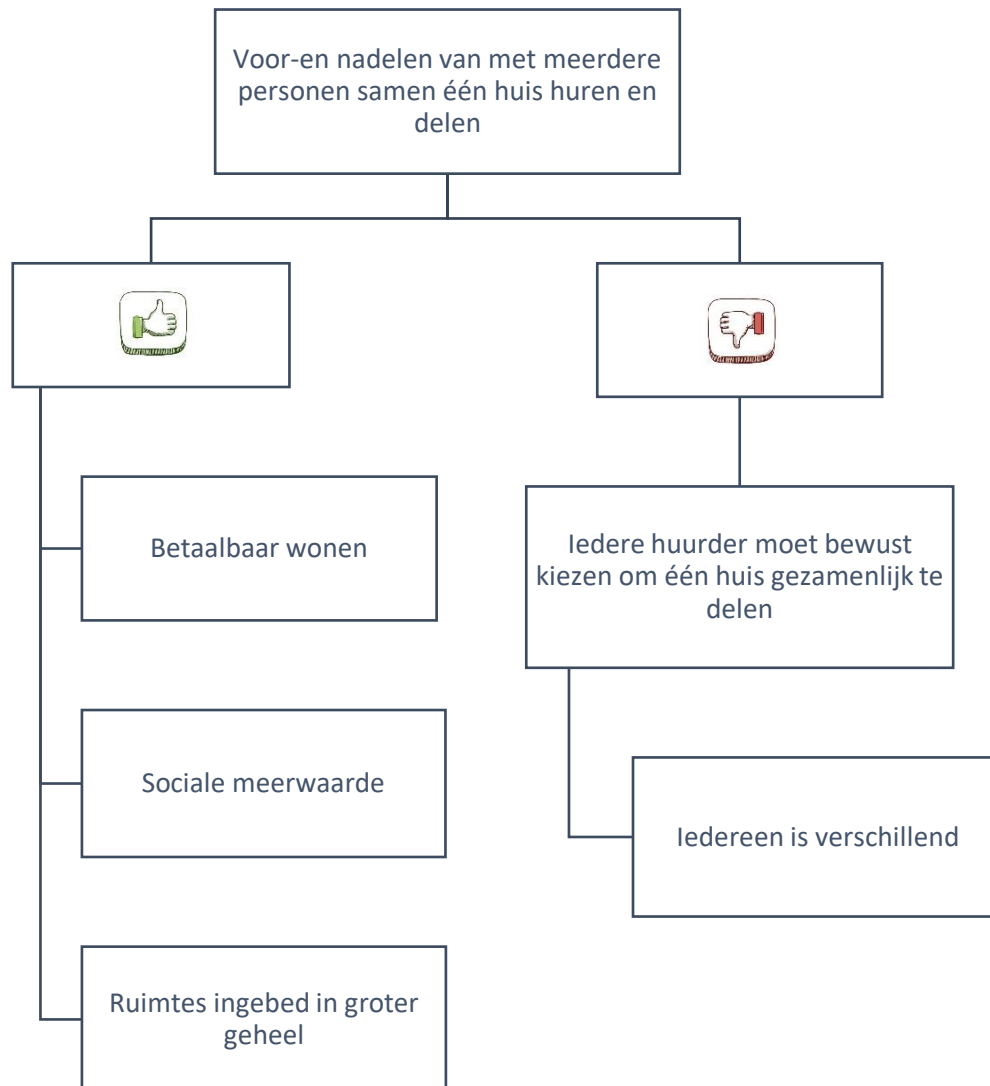 Voor-en nadelen van met meerdere
personen samen één huis huren en
delen
Betaalbaar wonen
Sociale meerwaarde
Ruimtes ingebed in groter
geheel
Iedere huurder moet bewust
kiezen om één huis gezamenlijk te
delen
Iedereen is verschillend